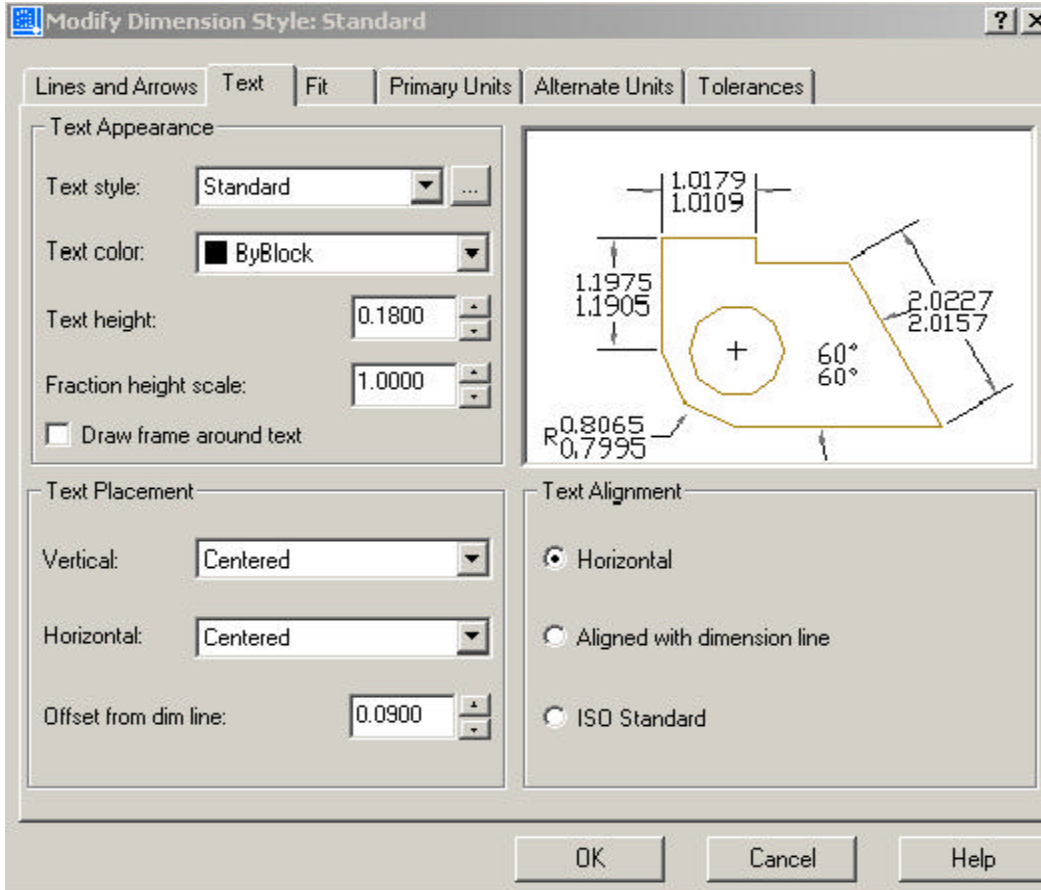 Modify Dimension Style: Standard
Lines and Arrows Text Fit Primary Units Alternate Units Tolerances
Text Appearance
Text style: Standard ...
Text color: ByBlock
Text height: 0.1800
Fraction height scale: 1.0000
Draw frame around text
1.0179
1.0109
1.1975
1.1905
2.0227
2.0157
60°
60°
R0.8065
0.7995
Text Placement
Vertical: Centered
Horizontal: Centered
Offset from dim line: 0.0900
Text Alignment
Horizontal
Aligned with dimension line
ISO Standard
OK Cancel Help